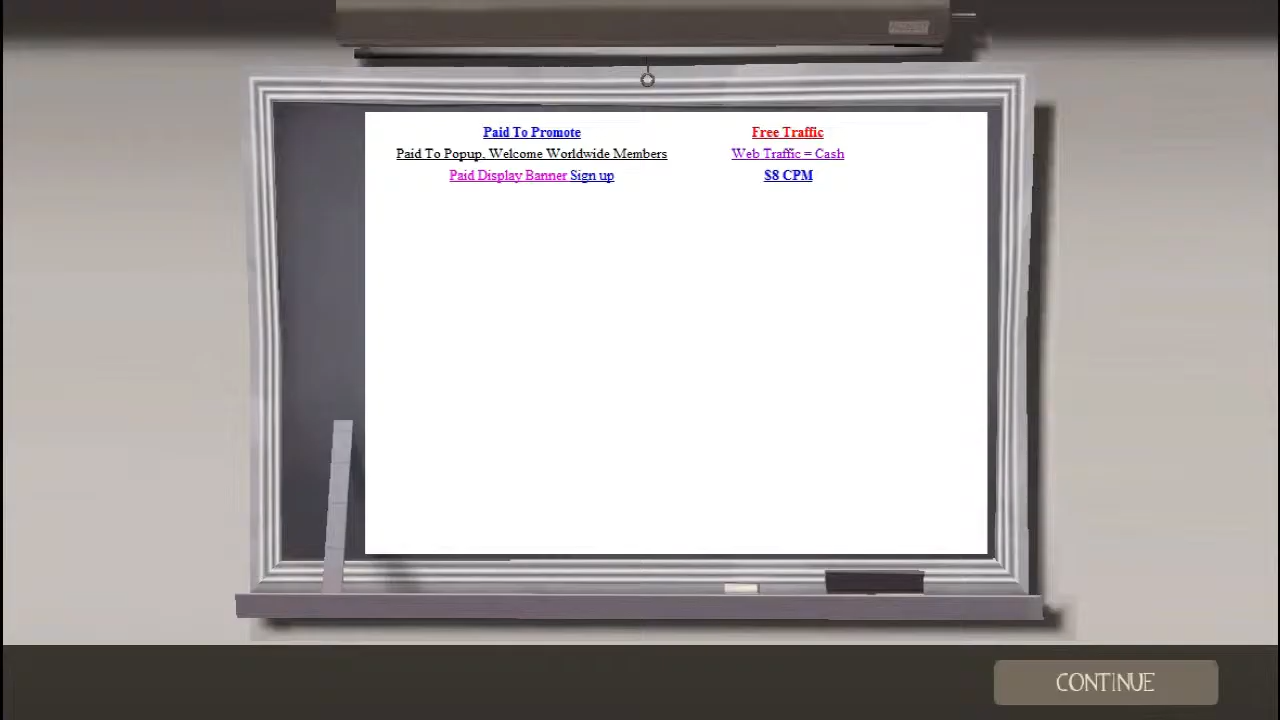 Paid To Promote
Free Traffic
Paid To Popup, Welcome Worldwide Members
Web Traffic = Cash
Paid Display Banner Sign up
$8 CPM
CONTINUE